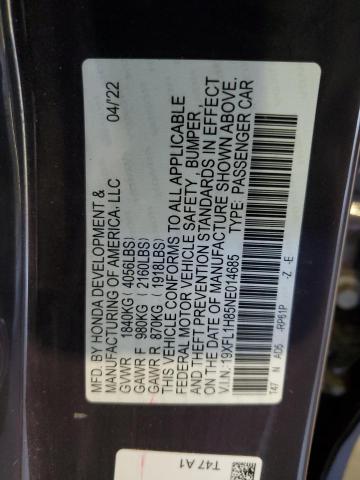 MFD. BY HONDA DEVELOPMENT & 04/22
MANUFACTURING OF AMERICA, LLC
GVWR 1840KG ( 4056LBS)
GAWR F 980KG ( 2160LBS)
GAWR R 870KG ( 1918LBS)
THIS VEHICLE CONFORMS TO ALL APPLICABLE
FEDERAL MOTOR VEHICLE SAFETY, BUMPER,
AND THEFT PREVENTION STANDARDS IN EFFECT
ON THE DATE OF MANUFACTURE SHOWN ABOVE.
V.I.N. 19XFL1H85NE014685 TYPE: PASSENGER CAR
T47 N A05 -RP61P -Z -E
T47 A1